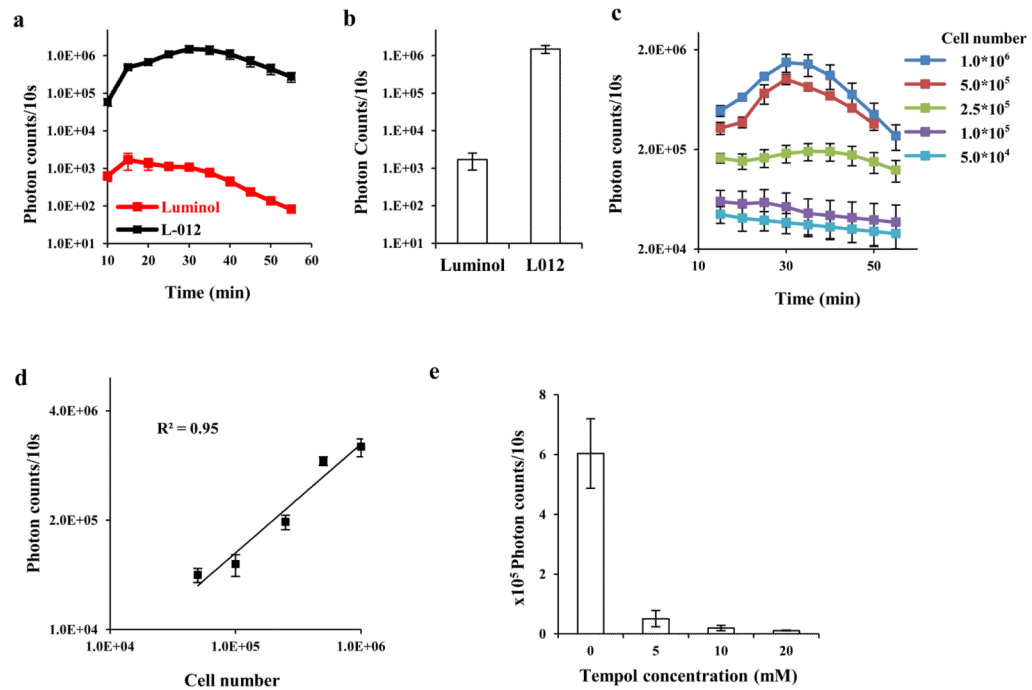 a
Photon counts/10s
1.0E+06
1.0E+05
1.0E+04
1.0E+03
1.0E+02
1.0E+01
Luminol
L-012
10 20 30 40 50 60
Time (min)
b
Photon Counts/10s
1.E+06
1.E+05
1.E+04
1.E+03
1.E+02
1.E+01
Luminol L012
c
Photon counts/10s
2.0E+06
2.0E+05
2.0E+04
10 30 50
Time (min)
Cell number
1.0*10⁶
5.0*10⁵
2.5*10⁵
1.0*10⁵
5.0*10⁴
d
Photon counts/10s
4.0E+06
2.0E+05
1.0E+04
R² = 0.95
1.0E+04 1.0E+05 1.0E+06
Cell number
e
x10⁵ Photon counts/10s
8
6
4
2
0
0 5 10 20
Tempol concentration (mM)